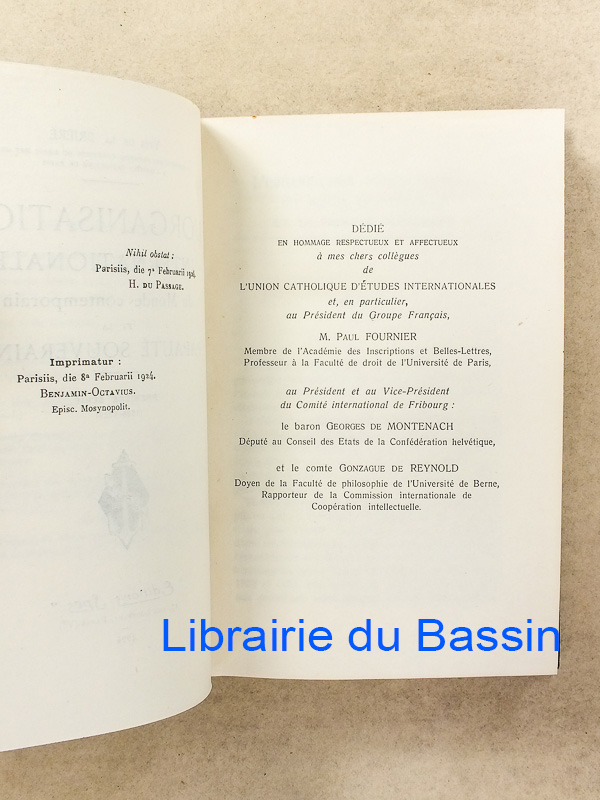 Nihil obstat :
Parisiis, die 7ª Februarii 1924,
H. du Passage.
Imprimatur :
Parisiis, die 8ª Februarii 1924.
Benjamin-Octavius.
Episc. Mosynopolit.
DÉDIÉ
EN HOMMAGE RESPECTUEUX ET AFFECTUEUX
à mes chers collègues
de
L'UNION CATHOLIQUE D'ÉTUDES INTERNATIONALES
et, en particulier,
au Président du Groupe Français,
M. Paul FOURNIER
Membre de l'Académie des Inscriptions et Belles-Lettres,
Professeur à la Faculté de droit de l'Université de Paris,
au Président et au Vice-Président
du Comité international de Fribourg :
le baron Georges de MONTENACH
Député au Conseil des Etats de la Confédération helvétique,
et le comte Gonzague de REYNOLD
Doyen de la Faculté de philosophie de l'Université de Berne,
Rapporteur de la Commission internationale de
Coopération intellectuelle.
Librairie du Bassin